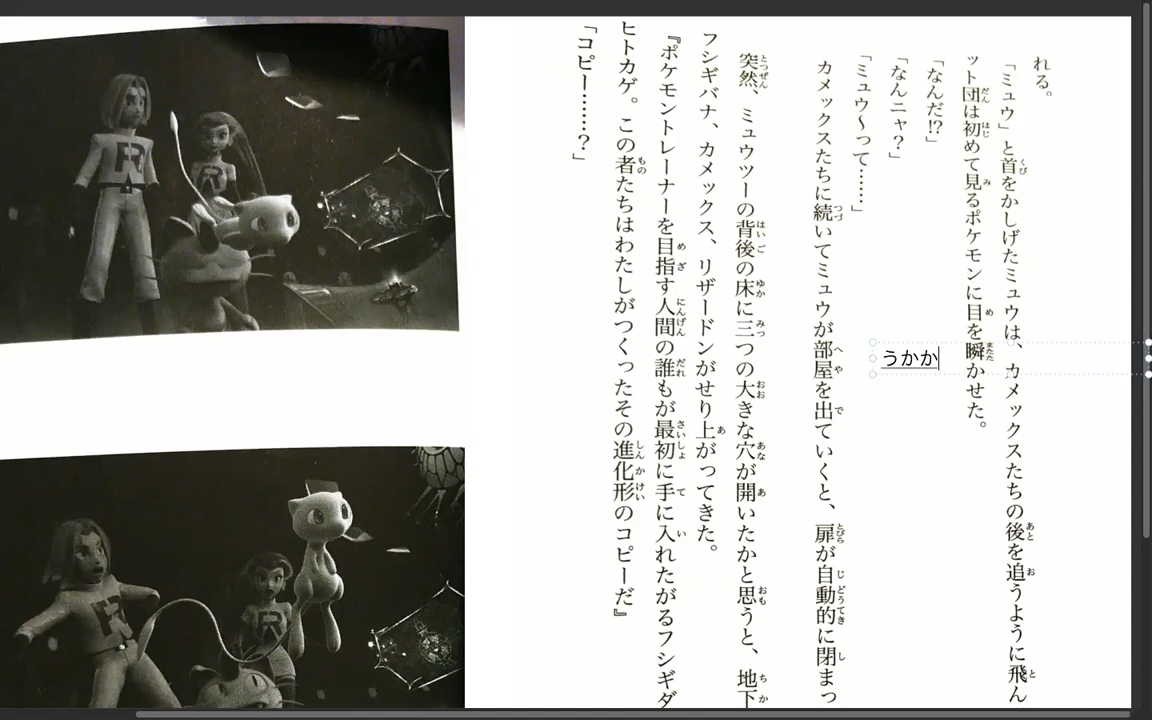 れる。
「ミュウ」と首をかしげたミュウは、カメックスたちの後を追うように飛ん
ット団は初めて見るポケモンに目を瞬かせた。
「なんだ!?」
「なんニャ？」
「ミュウ～って……」
カメックスたちに続いてミュウが部屋を出ていくと、扉が自動的に閉まっ
突然、ミュウツーの背後の床に三つの大きな穴が開いたかと思うと、地下
フシギバナ、カメックス、リザードンがせり上がってきた。
『ポケモントレーナーを目指す人間の誰もが最初に手に入れたがるフシギダ
ヒトカゲ。この者たちはわたしがつくったその進化形のコピーだ』
「コピー……？」
うかか
R
R
R
R